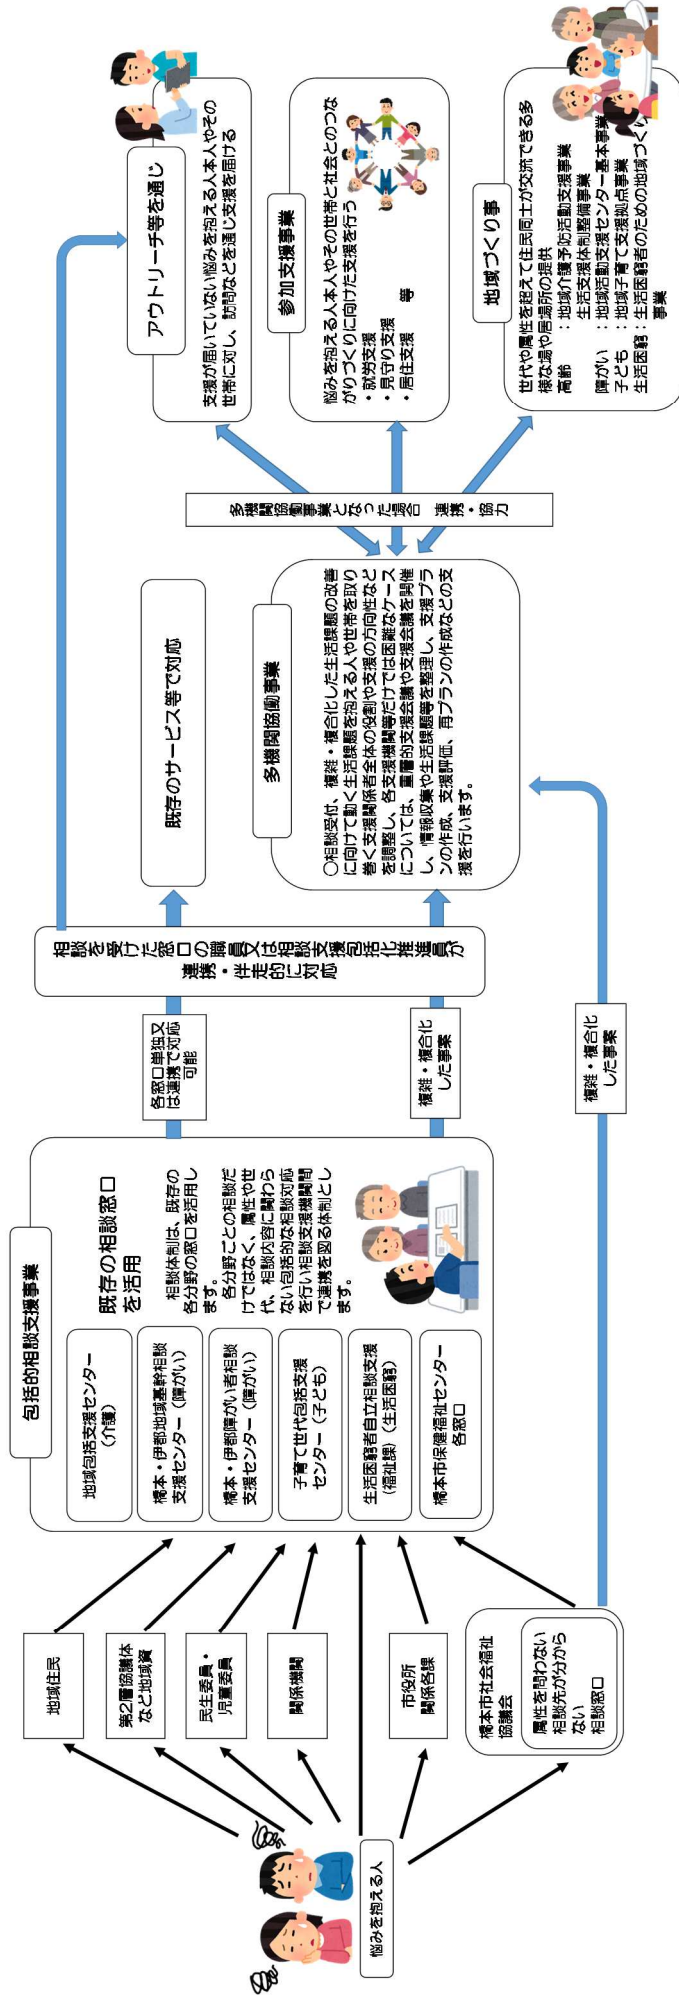 悩みを抱える人
地域住民
第2層協議体
など地域資
民生委員・
児童委員
関係機関
市役所
関係各課
橋本市社会福祉
協議会
属性を問わない
相談先が分から
ない
相談窓口
包括的相談支援事業
地域包括支援センター
(介護)
橋本・伊都地域基幹相談
支援センター(障がい)
橋本・伊都障がい者相談
支援センター(障がい)
子育て世代包括支援
センター(子ども)
生活困窮者自立相談支援
(福祉課)(生活困窮)
橋本市保健福祉センター
各窓口
既存の相談窓口
を活用
相談体制は、既存の
各分野の窓口を活用し
ます。
各分野ごとの相談だ
けではなく、属性や世
代、相談内容に関わら
ない包括的な相談対応
を行い相談支援機関間
で連携を図る体制とし
ます。
各窓口単独又
は連携で対応
可能
複雑・複合化
した事案
複雑・複合化
した事案
相談を受けた窓口の職員又は相談支援包括化推進員が
連携・伴走的に対応
既存のサービス等で対応
多機関協働事業
○相談受付、複雑・複合化した生活課題の改善
に向けて動く生活課題を抱える人や世帯を取り
巻く支援関係者全体の役割や支援の方向性など
を調整し、各支援機関等だけでは困難なケース
については、重層的支援会議や支援会議を開催
し、情報収集や生活課題等を整理し、支援プラ
ンの作成、支援評価、再プランの作成などの支
援を行います。
多機関協働事業となった場合　連携・協力
アウトリーチ等を通じ
支援が届いていない悩みを抱える人本人やその
世帯に対し、訪問などを通じ支援を届ける
参加支援事業
悩みを抱える人本人やその世帯と社会とのつな
がりづくりに向けた支援を行う
・就労支援
・見守り支援
・居住支援　等
地域づくり事
世代や属性を超えて住民同士が交流できる多
様な場や居場所の提供
高齢　：地域介護予防活動支援事業
生活支援体制整備事業
障がい　：地域活動支援センター基本事業
子ども　：地域子育て支援拠点事業
生活困窮：生活困窮者のための地域づくり
事業